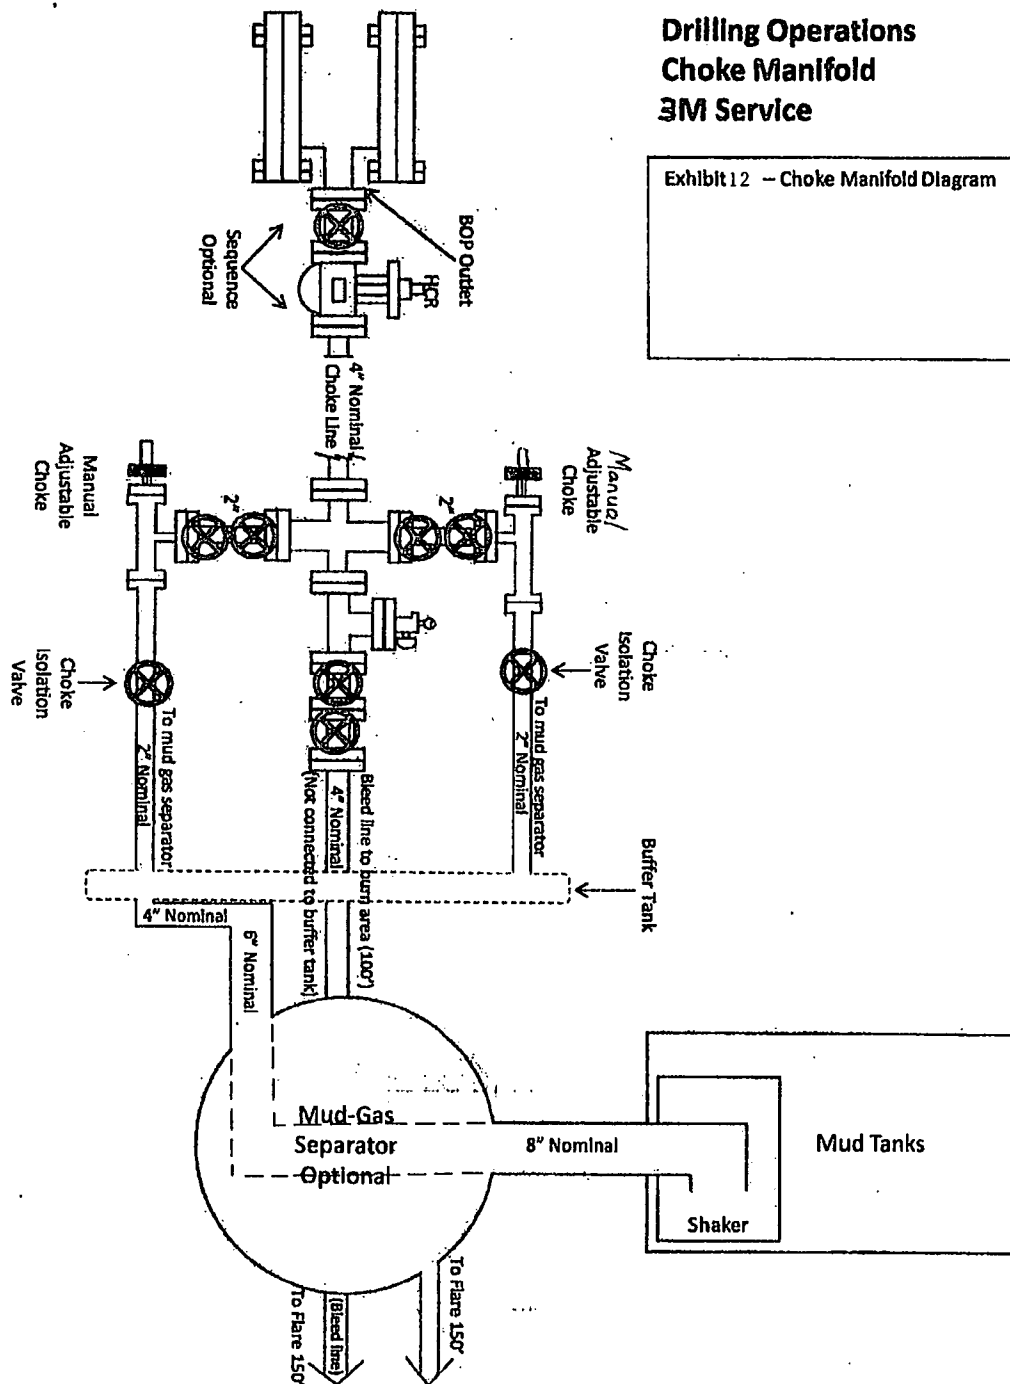 Drilling Operations
Choke Manifold
3M Service
Exhibit 12 – Choke Manifold Diagram
BOP Outlet
HCR
Sequence
Optional
4" Nominal
Choke Line
Manual
Adjustable
Choke
2"
2"
Manual
Adjustable
Choke
Choke
Isolation
Valve
Choke
Isolation
Valve
To mud gas separator
2" Nominal
Bleed line to burn area (100')
4" Nominal
(Not connected to buffer tank)
To mud gas separator
2" Nominal
Buffer Tank
4" Nominal
6" Nominal
Mud-Gas
Separator
Optional
8" Nominal
Mud Tanks
Shaker
To Flare 150'
(Bleed line)
To Flare 150'